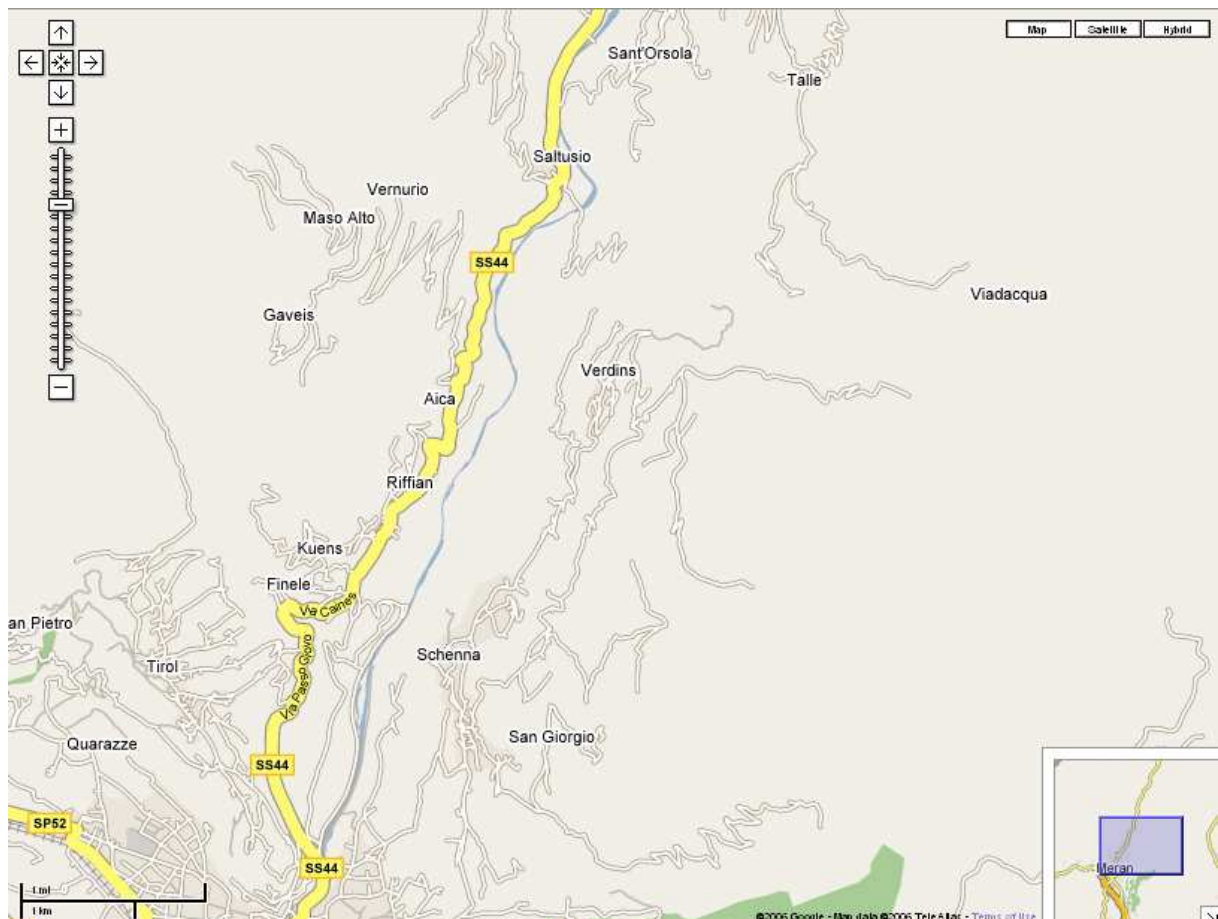 Map
Satellite
Hybrid
Sant'Orsola
Talle
Saltusio
Vernurio
Maso Alto
SS44
Viadacqua
Gaveis
Verdins
Aica
Riffian
Kuens
Finele
Via Caines
an Pietro
Via Passo Giovo
Schenna
Tirol
San Giorgio
Quarazze
SS44
SP52
SS44
Meran
1 mi
1 km
©2006 Google - Map data ©2006 Tele Atlas - Terms of Use